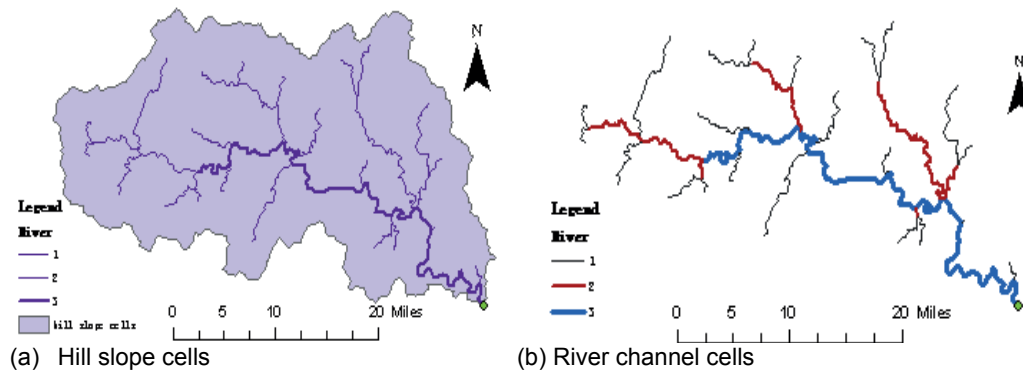 N
Legend
River
1
2
3
hill slope cells
0 5 10 20 Miles
(a) Hill slope cells
N
Legend
River
1
2
3
0 5 10 20 Miles
(b) River channel cells